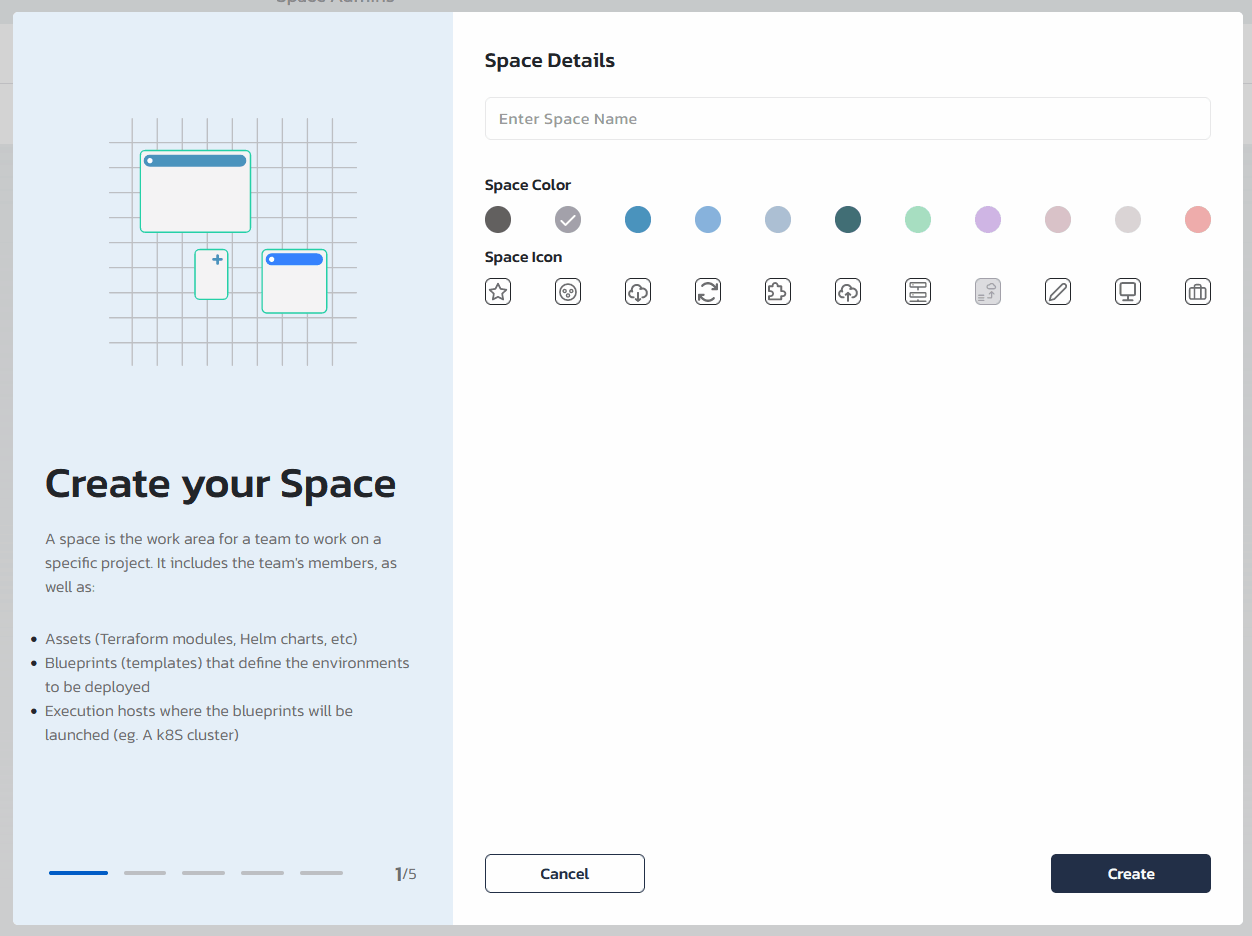 Space Admins
Space Details
Enter Space Name
Space Color
Space Icon
Create your Space
A space is the work area for a team to work on a
specific project. It includes the team's members, as
well as:
Assets (Terraform modules, Helm charts, etc)
Blueprints (templates) that define the environments
to be deployed
Execution hosts where the blueprints will be
launched (eg. A k8S cluster)
1/5
Cancel
Create